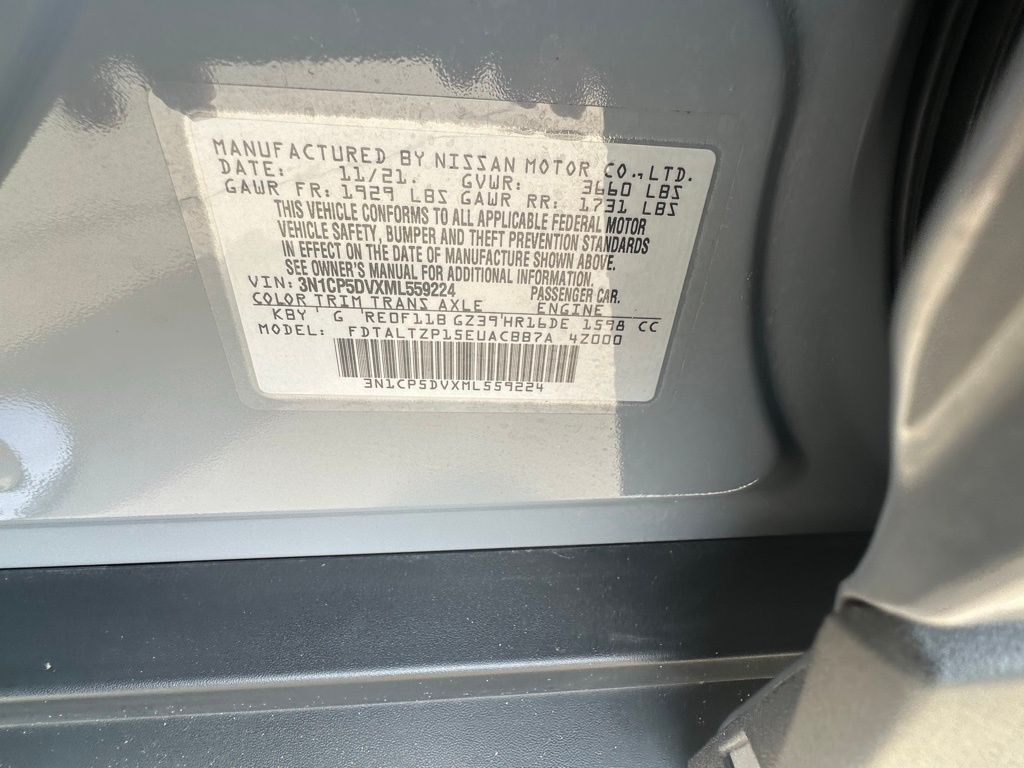 MANUFACTURED BY NISSAN MOTOR CO., LTD.
DATE: 11/21. GVWR: 3660 LBS
GAWR FR: 1929 LBS GAWR RR: 1731 LBS
THIS VEHICLE CONFORMS TO ALL APPLICABLE FEDERAL MOTOR
VEHICLE SAFETY, BUMPER AND THEFT PREVENTION STANDARDS
IN EFFECT ON THE DATE OF MANUFACTURE SHOWN ABOVE.
SEE OWNER'S MANUAL FOR ADDITIONAL INFORMATION.
VIN: 3N1CP5DVXML559224 PASSENGER CAR.
COLOR TRIM TRANS AXLE ENGINE
KBY G RE0F11B GZ39 HR16DE 1598 CC
MODEL: FDTALTZP15EUACBB7A 4Z000
3N1CP5DVXML559224